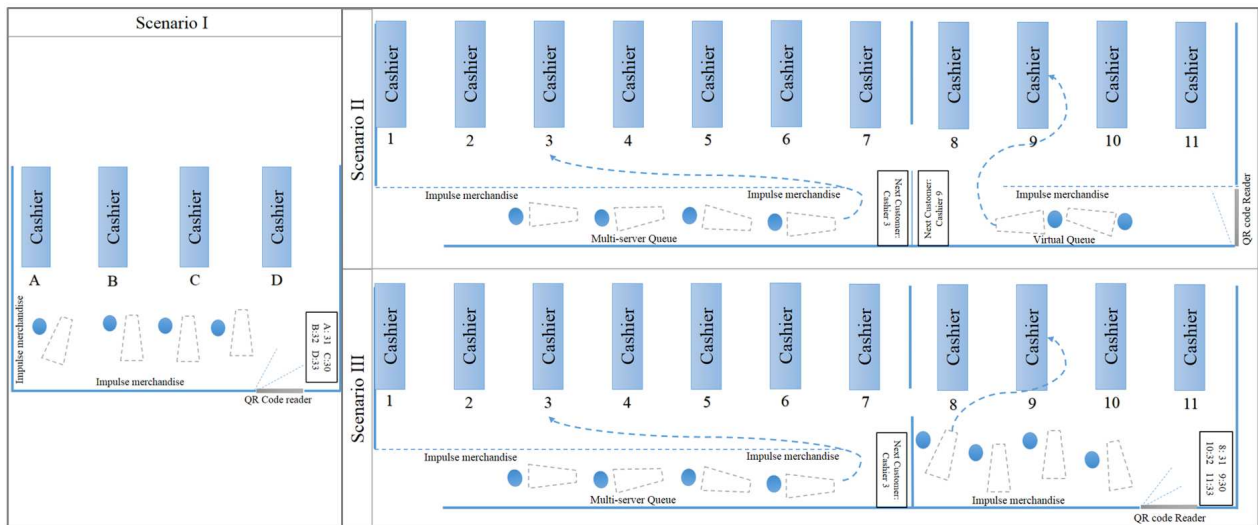 Scenario I
Cashier
Cashier
Cashier
Cashier
A
B
C
D
Impulse merchandise
A: 31 C:30
B:32 D:33
Impulse merchandise
QR Code reader
Scenario II
Cashier
Cashier
Cashier
Cashier
Cashier
Cashier
Cashier
Cashier
Cashier
Cashier
Cashier
1
2
3
4
5
6
7
8
9
10
11
Impulse merchandise
Impulse merchandise
Multi-server Queue
Next Customer:
Cashier 3
Next Customer:
Cashier 9
Impulse merchandise
Virtual Queue
QR code Reader
Scenario III
Cashier
Cashier
Cashier
Cashier
Cashier
Cashier
Cashier
Cashier
Cashier
Cashier
Cashier
1
2
3
4
5
6
7
8
9
10
11
Impulse merchandise
Impulse merchandise
Multi-server Queue
Next Customer:
Cashier 3
Impulse merchandise
8: 31 9:30
10:32 11:33
QR code Reader